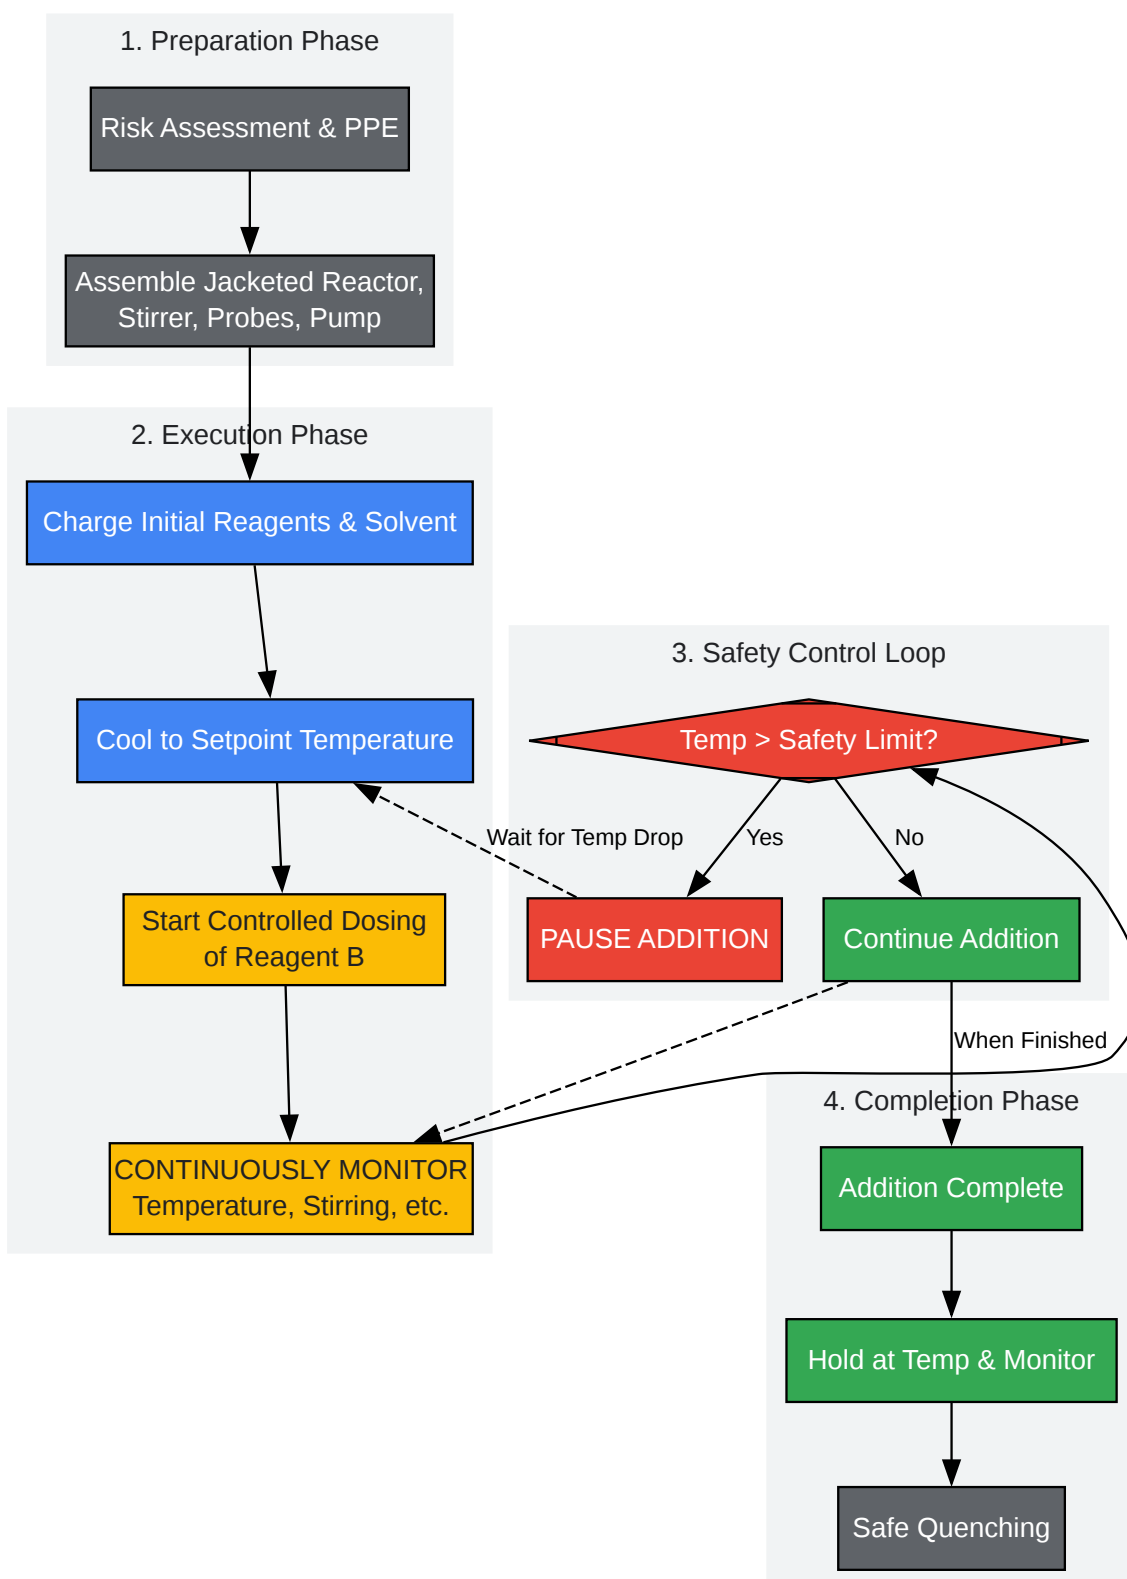 1. Preparation Phase
Risk Assessment & PPE
Assemble Jacketed Reactor,
Stirrer, Probes, Pump
2. Execution Phase
Charge Initial Reagents & Solvent
Cool to Setpoint Temperature
Start Controlled Dosing
of Reagent B
CONTINUOUSLY MONITOR
Temperature, Stirring, etc.
3. Safety Control Loop
Temp > Safety Limit?
Wait for Temp Drop
Yes
No
PAUSE ADDITION
Continue Addition
When Finished
4. Completion Phase
Addition Complete
Hold at Temp & Monitor
Safe Quenching